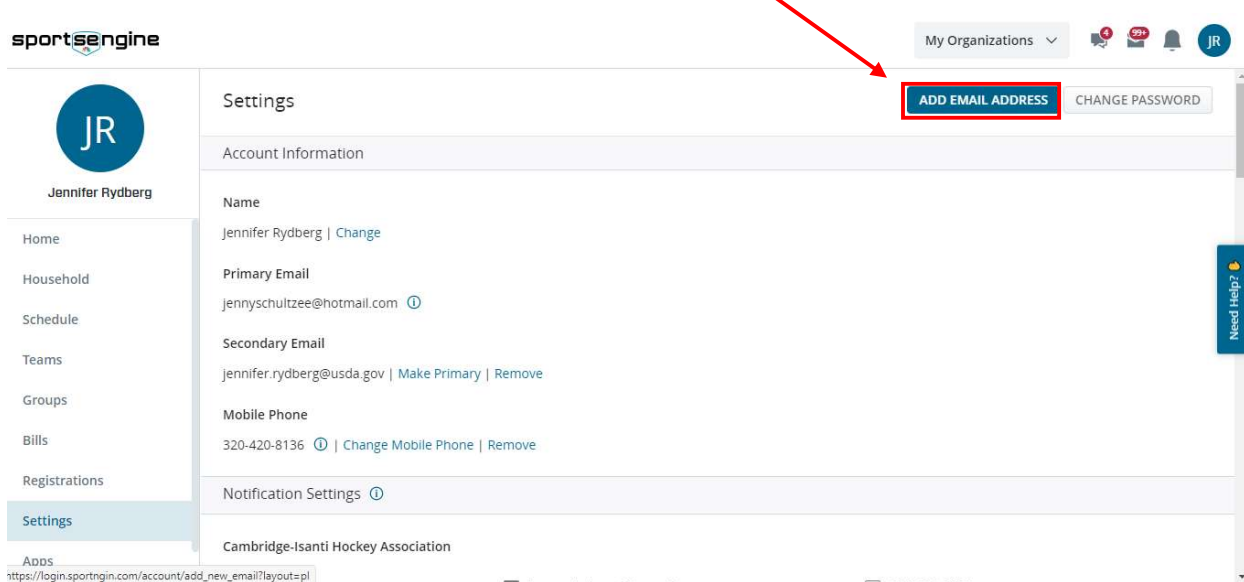 sportsengine
My Organizations
4
99+
JR
JR
Jennifer Rydberg
Home
Household
Schedule
Teams
Groups
Bills
Registrations
Settings
Apps
https://login.sportngin.com/account/add_new_email?layout=pl
Settings
ADD EMAIL ADDRESS
CHANGE PASSWORD
Account Information
Name
Jennifer Rydberg | Change
Primary Email
jennyschultzee@hotmail.com
Secondary Email
jennifer.rydberg@usda.gov | Make Primary | Remove
Mobile Phone
320-420-8136 | Change Mobile Phone | Remove
Notification Settings
Cambridge-Isanti Hockey Association
Need Help?